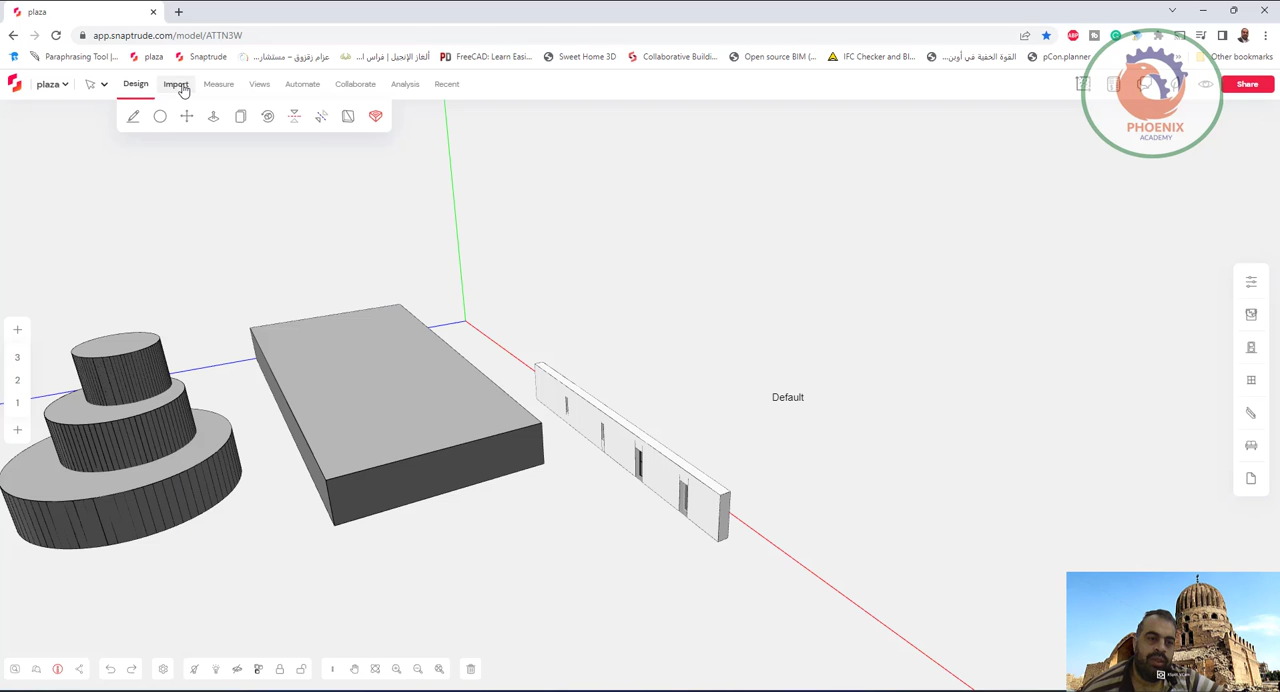 plaza
app.snaptrude.com/model/ATTN3W
Paraphrasing Tool |...
plaza
Snaptrude
عزام زقزوق - مستشار...
ألغاز الإنجيل | فراس ا...
FreeCAD: Learn Easi...
Sweet Home 3D
Collaborative Buildin...
Open source BIM (...
IFC Checker and BI...
القوة الخفية في أوبن...
pCon.planner
Other bookmarks
plaza
Design
Import
Measure
Views
Automate
Collaborate
Analysis
Recent
Share
PHOENIX
ACADEMY
3
2
1
Default